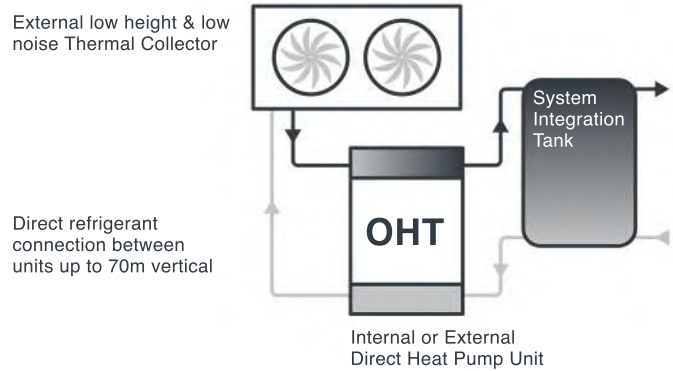 External low height & low
noise Thermal Collector
System
Integration
Tank
OHT
Direct refrigerant
connection between
units up to 70m vertical
Internal or External
Direct Heat Pump Unit